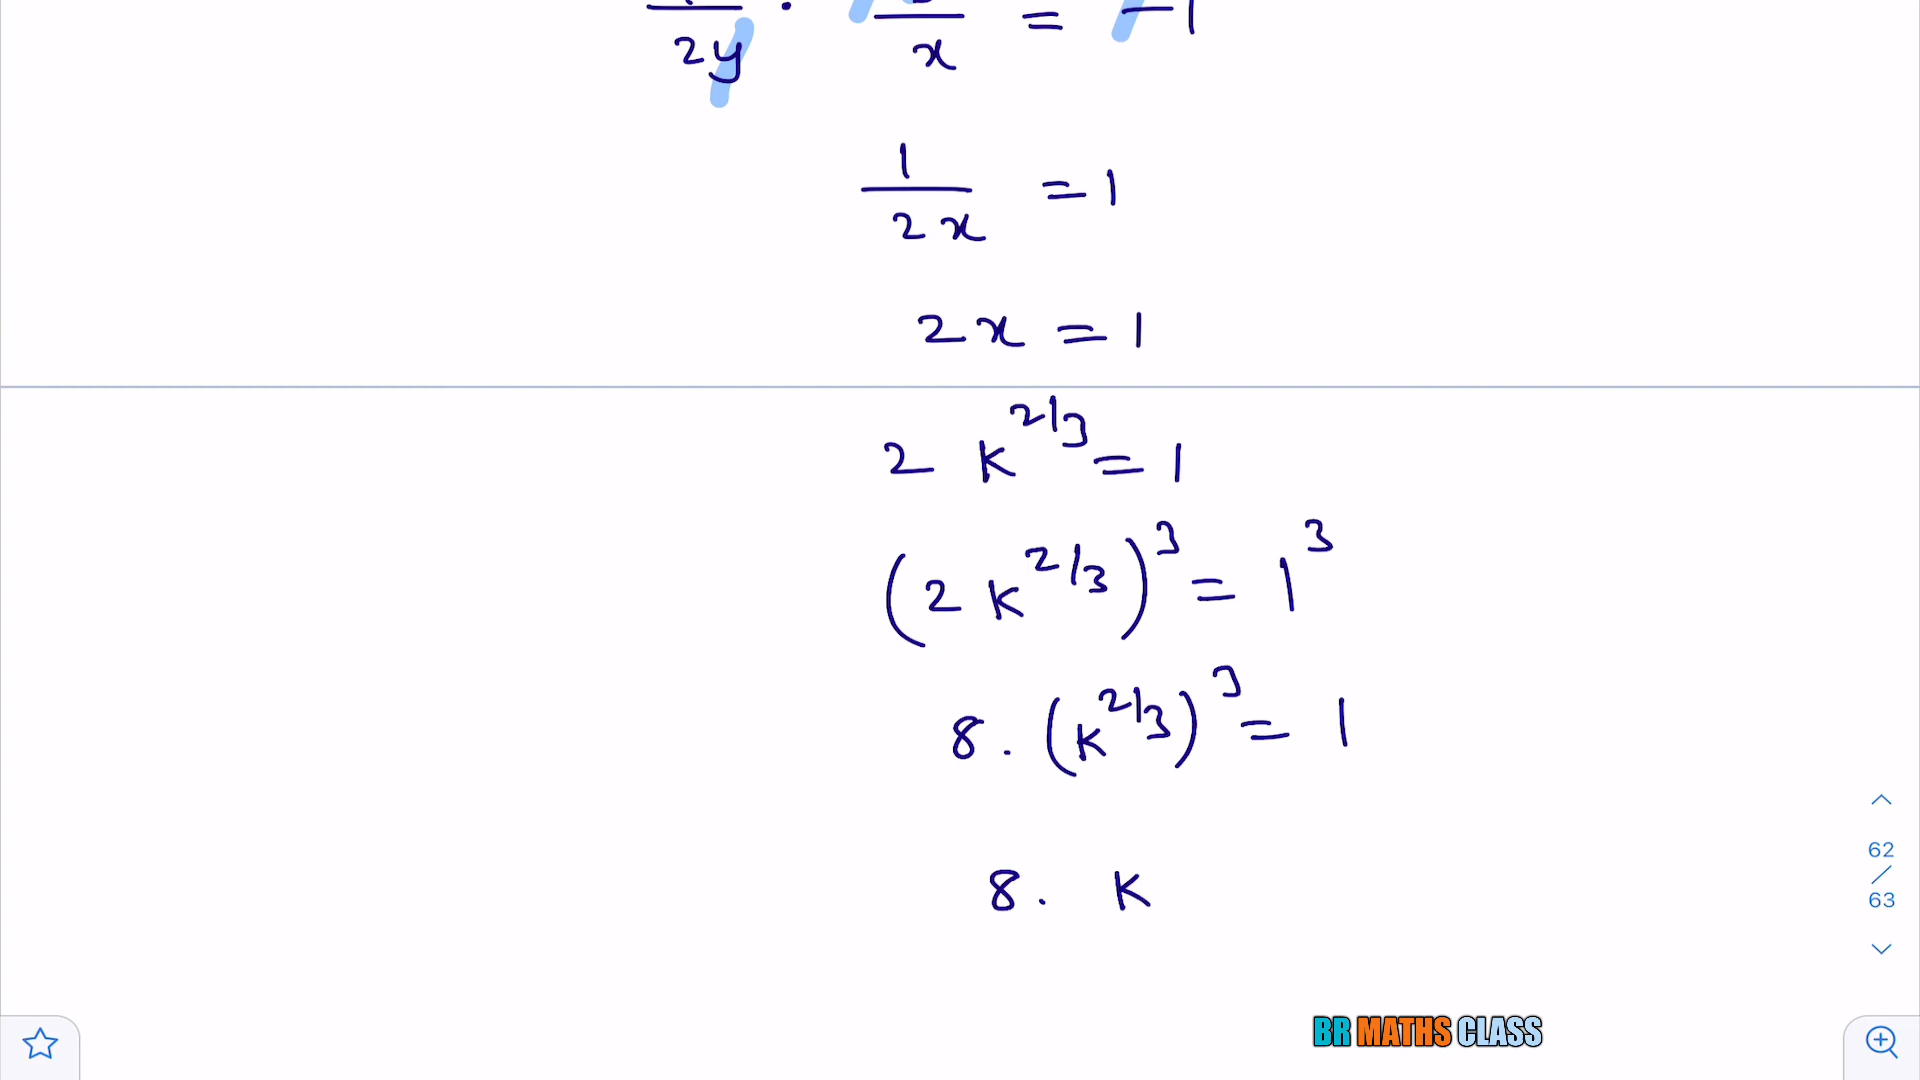 2y · x = -1
1/2x = 1
2x = 1
2 k^2/3 = 1
(2 k^2/3)^3 = 1^3
8. (k^2/3)^3 = 1
8. k
62
/
63
BR MATHS CLASS